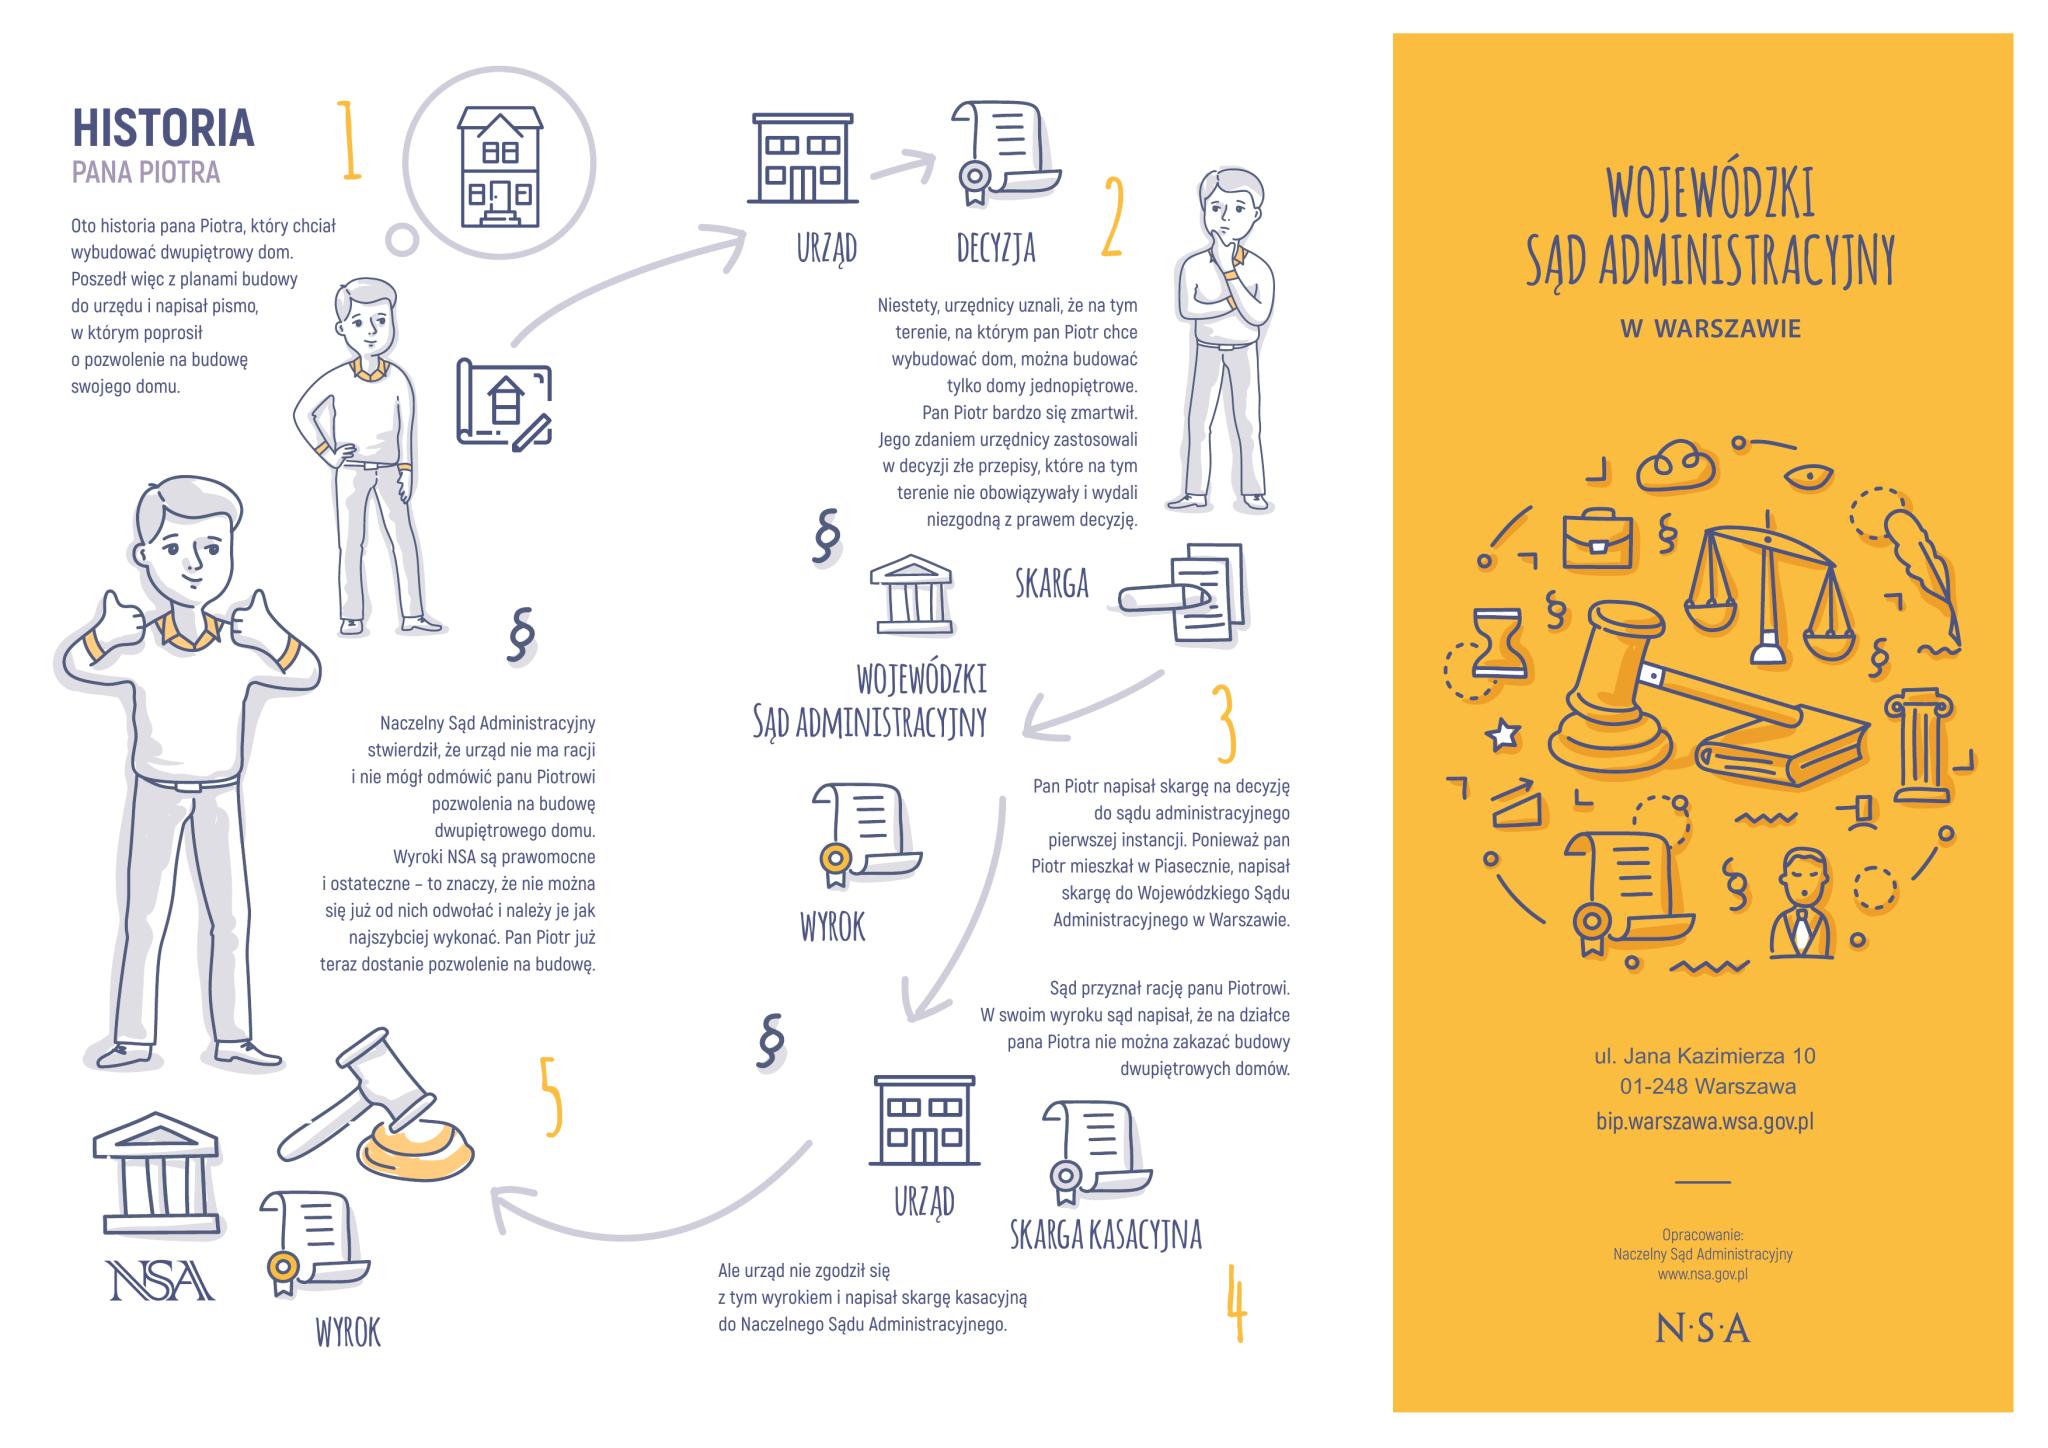 HISTORIA
PANA PIOTRA
1
Oto historia pana Piotra, który chciał
wybudować dwupiętrowy dom.
Poszedł więc z planami budowy
do urzędu i napisał pismo,
w którym poprosił
o pozwolenie na budowę
swojego domu.
URZĄD
DECYZJA
2
Niestety, urzędnicy uznali, że na tym
terenie, na którym pan Piotr chce
wybudować dom, można budować
tylko domy jednopiętrowe.
Pan Piotr bardzo się zmartwił.
Jego zdaniem urzędnicy zastosowali
w decyzji złe przepisy, które na tym
terenie nie obowiązywały i wydali
niezgodną z prawem decyzję.
§
SKARGA
WOJEWÓDZKI
SĄD ADMINISTRACYJNY
3
Pan Piotr napisał skargę na decyzję
do sądu administracyjnego
pierwszej instancji. Ponieważ pan
Piotr mieszkał w Piasecznie, napisał
skargę do Wojewódzkiego Sądu
Administracyjnego w Warszawie.
WYROK
Sąd przyznał rację panu Piotrowi.
W swoim wyroku sąd napisał, że na działce
pana Piotra nie można zakazać budowy
dwupiętrowych domów.
§
URZĄD
SKARGA KASACYJNA
4
Ale urząd nie zgodził się
z tym wyrokiem i napisał skargę kasacyjną
do Naczelnego Sądu Administracyjnego.
§
Naczelny Sąd Administracyjny
stwierdził, że urząd nie ma racji
i nie mógł odmówić panu Piotrowi
pozwolenia na budowę
dwupiętrowego domu.
Wyroki NSA są prawomocne
i ostateczne – to znaczy, że nie można
się już od nich odwołać i należy je jak
najszybciej wykonać. Pan Piotr już
teraz dostanie pozwolenie na budowę.
5
NSA
WYROK
WOJEWÓDZKI
SĄD ADMINISTRACYJNY
W WARSZAWIE
§
§
§
§
ul. Jana Kazimierza 10
01-248 Warszawa
bip.warszawa.wsa.gov.pl
Opracowanie:
Naczelny Sąd Administracyjny
www.nsa.gov.pl
N·S·A